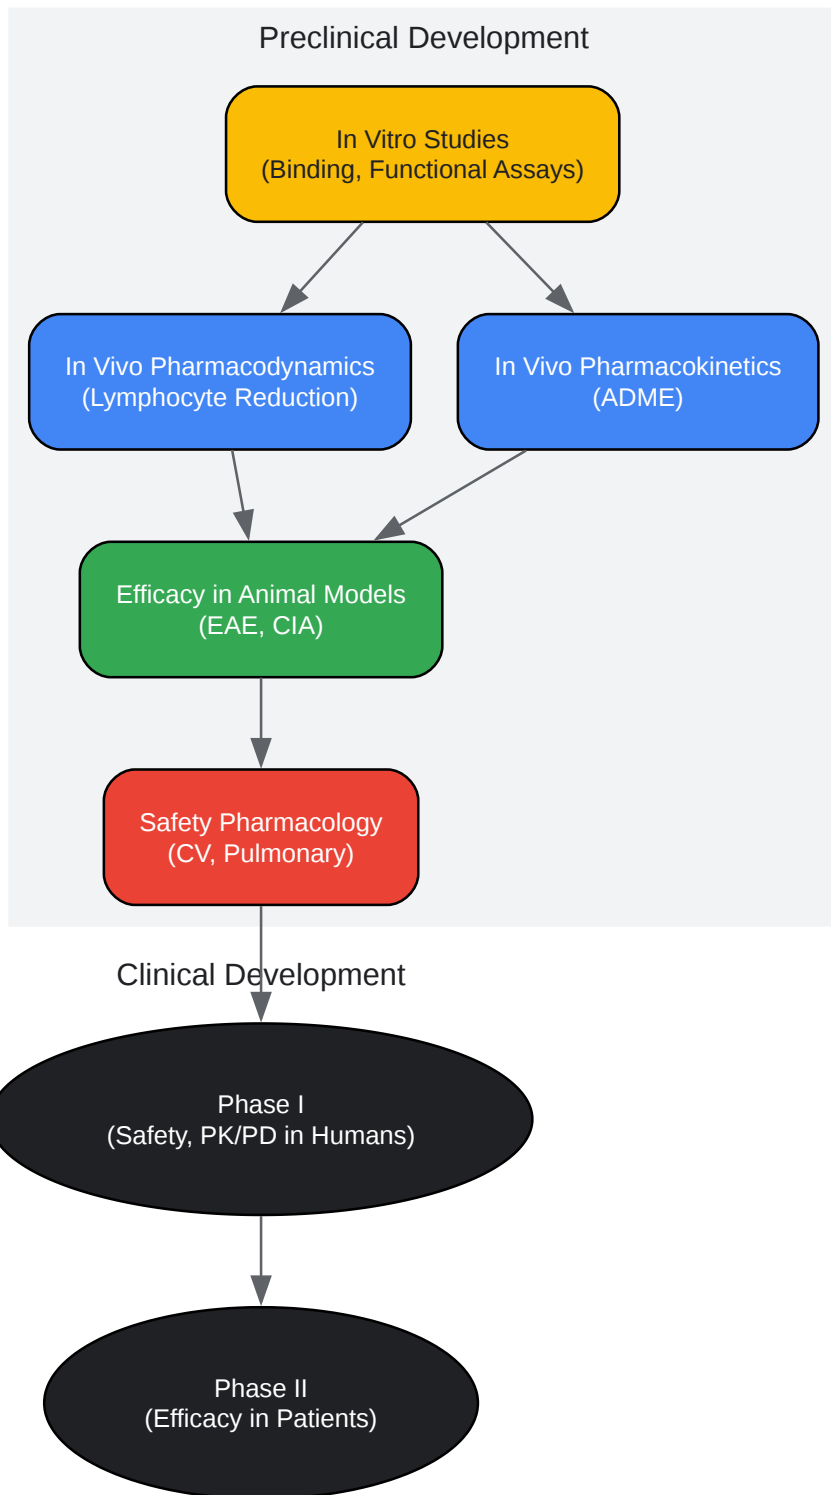 Preclinical Development
In Vitro Studies
(Binding, Functional Assays)
In Vivo Pharmacodynamics
(Lymphocyte Reduction)
In Vivo Pharmacokinetics
(ADME)
Efficacy in Animal Models
(EAE, CIA)
Safety Pharmacology
(CV, Pulmonary)
Clinical Development
Phase I
(Safety, PK/PD in Humans)
Phase II
(Efficacy in Patients)